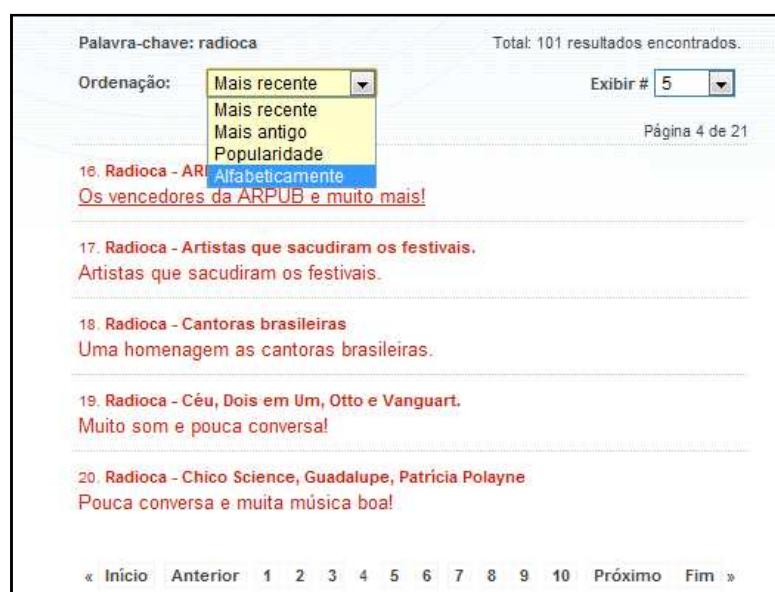 Palavra-chave: radioca Total: 101 resultados encontrados.
Ordenação: Mais recente Exibir # 5
Mais recente
Mais antigo
Popularidade
Alfabeticamente
Página 4 de 21
16. Radioca -
Os vencedores da ARPUB e muito mais!
17. Radioca - Artistas que sacudiram os festivais.
Artistas que sacudiram os festivais.
18. Radioca - Cantoras brasileiras
Uma homenagem as cantoras brasileiras.
19. Radioca - Céu, Dois em Um, Otto e Vanguart.
Muito som e pouca conversa!
20. Radioca - Chico Science, Guadalupe, Patrícia Polayne
Pouca conversa e muita música boa!
« Início Anterior 1 2 3 4 5 6 7 8 9 10 Próximo Fim »